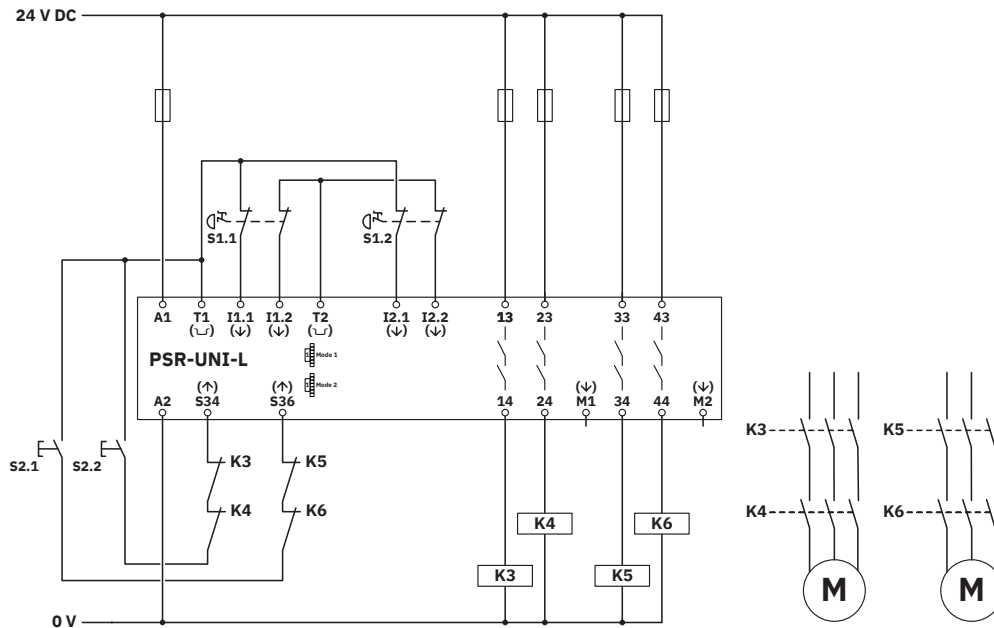 24 V DC
S1.1
S1.2
A1 T1 I1.1 I1.2 T2 I2.1 I2.2 13 23 33 43
PSR-UNI-L
Mode 1
Mode 2
A2 S34 S36 14 24 M1 34 44 M2
S2.1 S2.2
K3 K5
K4 K6
K4 K6
K3 K5
0 V
K3 K5
K4 K6
M M